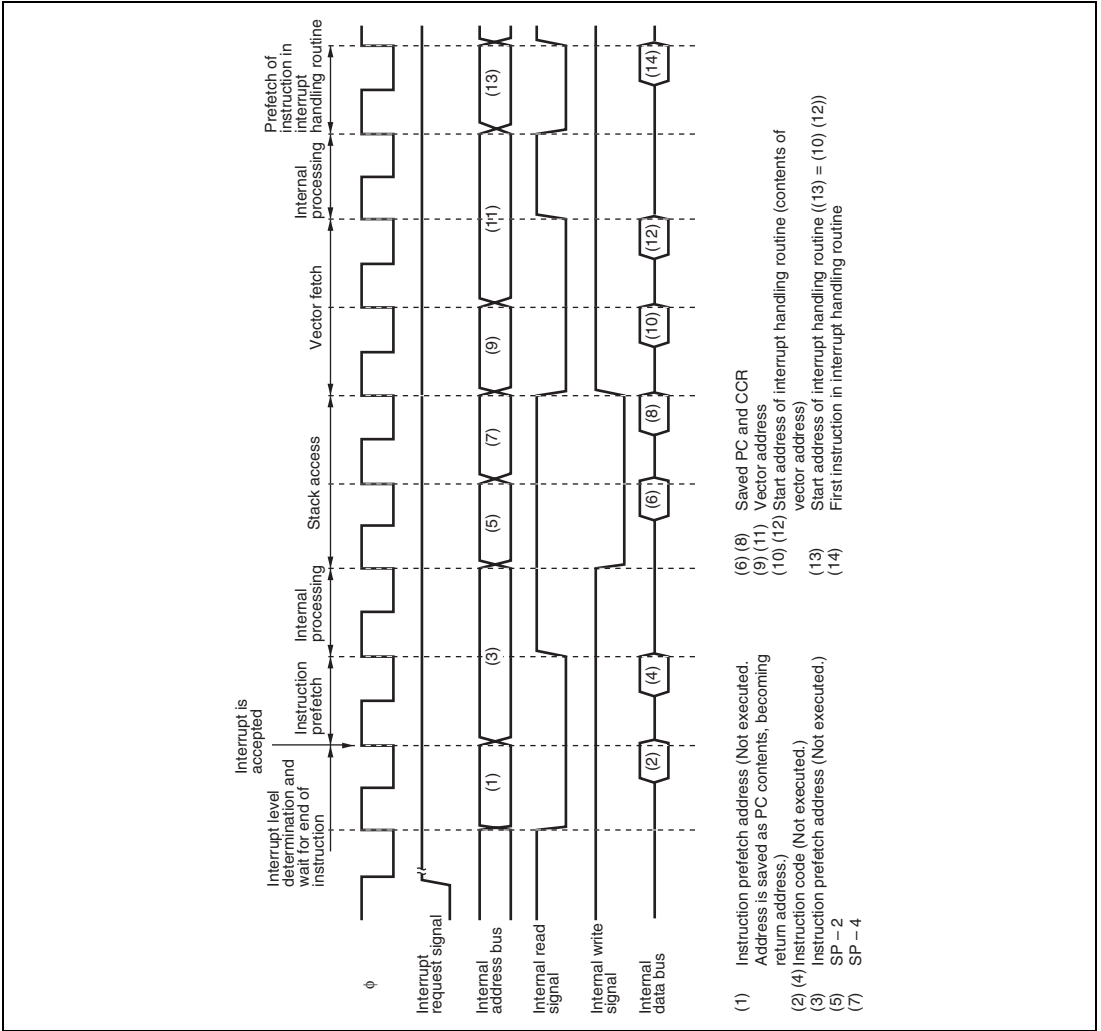 Interrupt level
determination and
wait for end of
instruction
Interrupt is
accepted
Instruction
prefetch
Internal
processing
Stack access
Vector fetch
Internal
processing
Prefetch of
instruction in
interrupt
handling routine
φ
Interrupt
request signal
Internal
address bus
(1)
(3)
(5)
(7)
(9)
(11)
(13)
Internal read
signal
Internal write
signal
Internal
data bus
(2)
(4)
(6)
(8)
(10)
(12)
(14)
(1) Instruction prefetch address (Not executed.
Address is saved as PC contents, becoming
return address.)
(2) (4) Instruction code (Not executed.)
(3) Instruction prefetch address (Not executed.)
(5) SP – 2
(7) SP – 4
(6) (8) Saved PC and CCR
(9) (11) Vector address
(10) (12) Start address of interrupt handling routine (contents of
vector address)
(13) Start address of interrupt handling routine ((13) = (10) (12))
(14) First instruction in interrupt handling routine